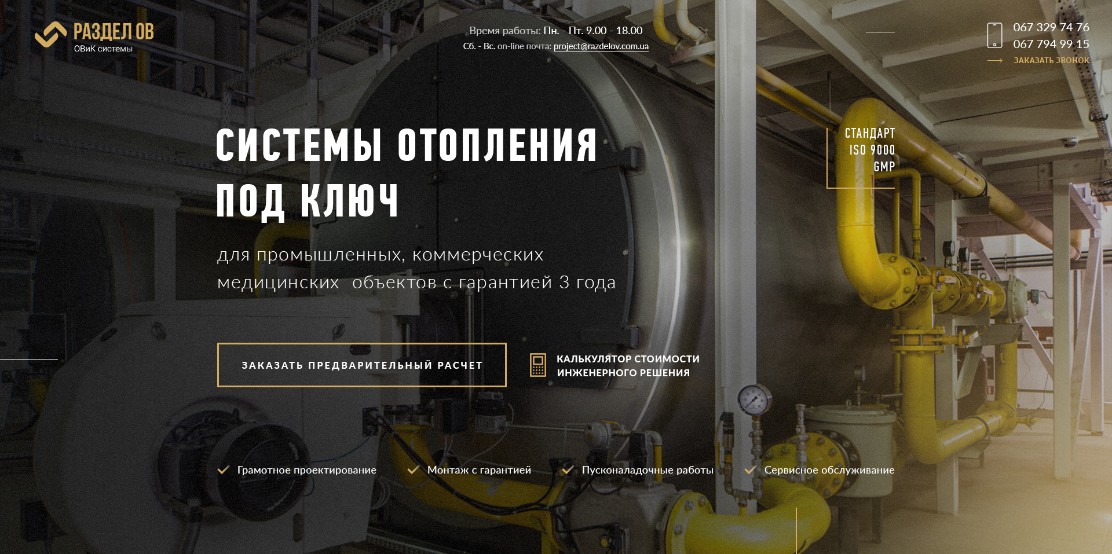 РАЗДЕЛ ОВ
ОВиК системы
Время работы: Пн. - Пт. 9.00 - 18.00
Сб. - Вс. on-line почта: project@razdelov.com.ua
067 329 74 76
067 794 99 15
ЗАКАЗАТЬ ЗВОНОК
СТАНДАРТ
ISO 9000
GMP
СИСТЕМЫ ОТОПЛЕНИЯ
ПОД КЛЮЧ
для промышленных, коммерческих
медицинских объектов с гарантией 3 года
ЗАКАЗАТЬ ПРЕДВАРИТЕЛЬНЫЙ РАСЧЕТ
КАЛЬКУЛЯТОР СТОИМОСТИ
ИНЖЕНЕРНОГО РЕШЕНИЯ
Грамотное проектирование
Монтаж с гарантией
Пусконаладочные работы
Сервисное обслуживание